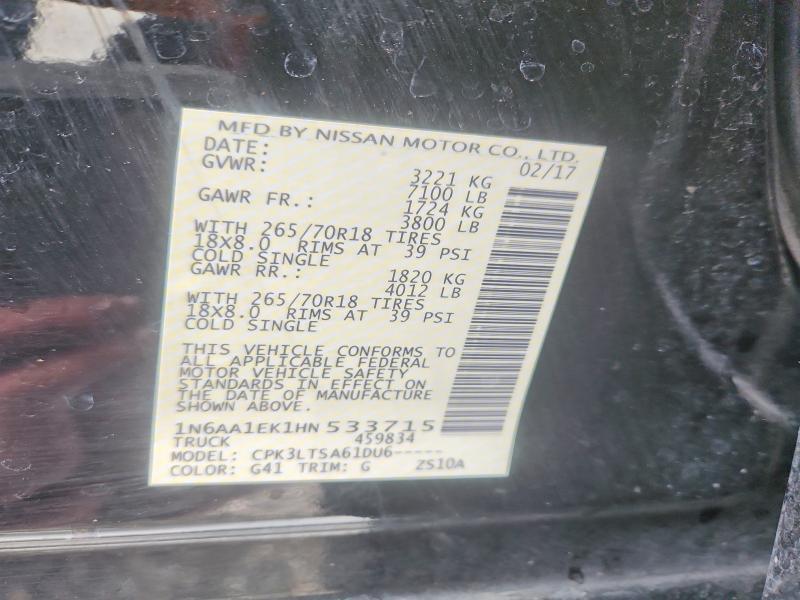 MFD BY NISSAN MOTOR CO., LTD.
DATE: 02/17
GVWR: 3221 KG
7100 LB
GAWR FR.: 1724 KG
3800 LB
WITH 265/70R18 TIRES
18X8.0 RIMS AT 39 PSI
COLD SINGLE
GAWR RR.: 1820 KG
4012 LB
WITH 265/70R18 TIRES
18X8.0 RIMS AT 39 PSI
COLD SINGLE
THIS VEHICLE CONFORMS TO
ALL APPLICABLE FEDERAL
MOTOR VEHICLE SAFETY
STANDARDS IN EFFECT ON
THE DATE OF MANUFACTURE
SHOWN ABOVE.
1N6AA1EK1HN533715
TRUCK 459834
MODEL: CPK3LTSA61DU6-----
COLOR: G41 TRIM: G ZS10A